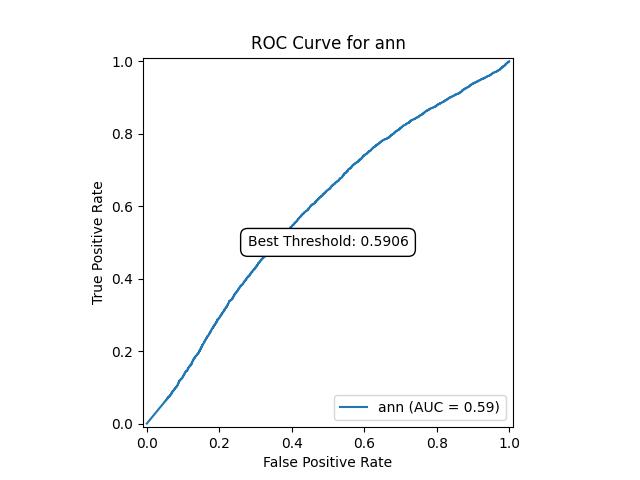 ROC Curve for ann
1.0
0.8
0.6
0.4
0.2
0.0
True Positive Rate
Best Threshold: 0.5906
ann (AUC = 0.59)
0.0 0.2 0.4 0.6 0.8 1.0
False Positive Rate